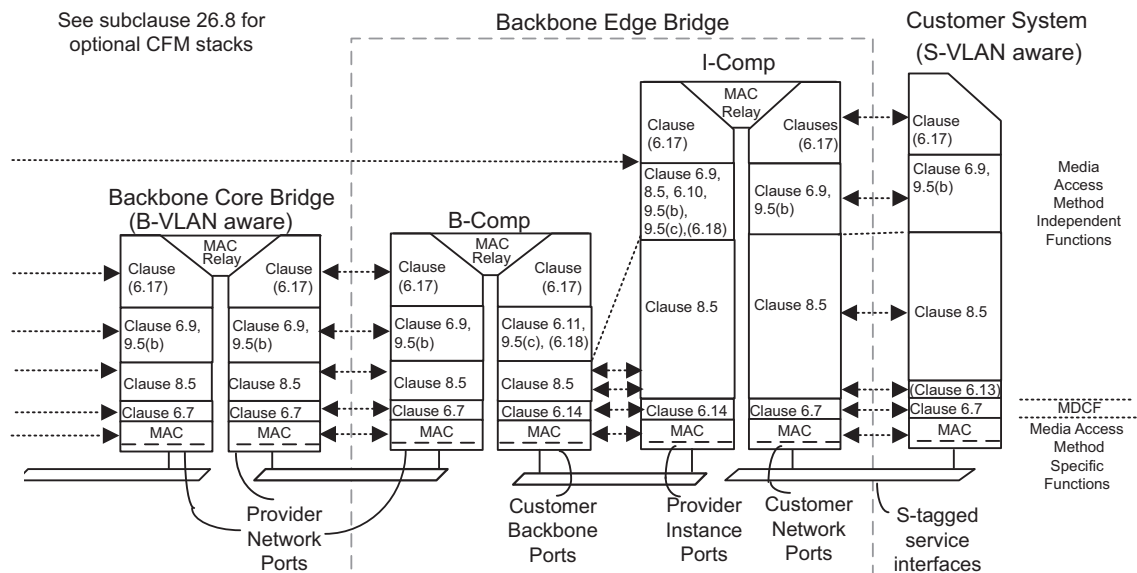 See subclause 26.8 for
optional CFM stacks
Backbone Edge Bridge
Customer System
(S-VLAN aware)
I-Comp
MAC
Relay
Clause
(6.17)
Clauses
(6.17)
Clause
(6.17)
Clause 6.9,
8.5, 6.10,
9.5(b),
9.5(c),(6.18)
Clause 6.9,
9.5(b)
Clause 6.9,
9.5(b)
Media
Access
Method
Independent
Functions
Backbone Core Bridge
(B-VLAN aware)
B-Comp
MAC
Relay
MAC
Relay
Clause
(6.17)
Clause
(6.17)
Clause
(6.17)
Clause
(6.17)
Clause 6.9,
9.5(b)
Clause 6.9,
9.5(b)
Clause 6.9,
9.5(b)
Clause 6.11,
9.5(c), (6.18)
Clause 8.5
Clause 8.5
Clause 8.5
Clause 8.5
Clause 8.5
Clause 8.5
Clause 8.5
(Clause 6.13)
Clause 6.7
Clause 6.7
Clause 6.7
Clause 6.14
Clause 6.14
Clause 6.7
Clause 6.7
MDCF
MAC
MAC
MAC
MAC
MAC
MAC
MAC
Media Access
Method
Specific
Functions
Provider
Network
Ports
Customer
Backbone
Ports
Provider
Instance
Ports
Customer
Network
Ports
S-tagged
service
interfaces